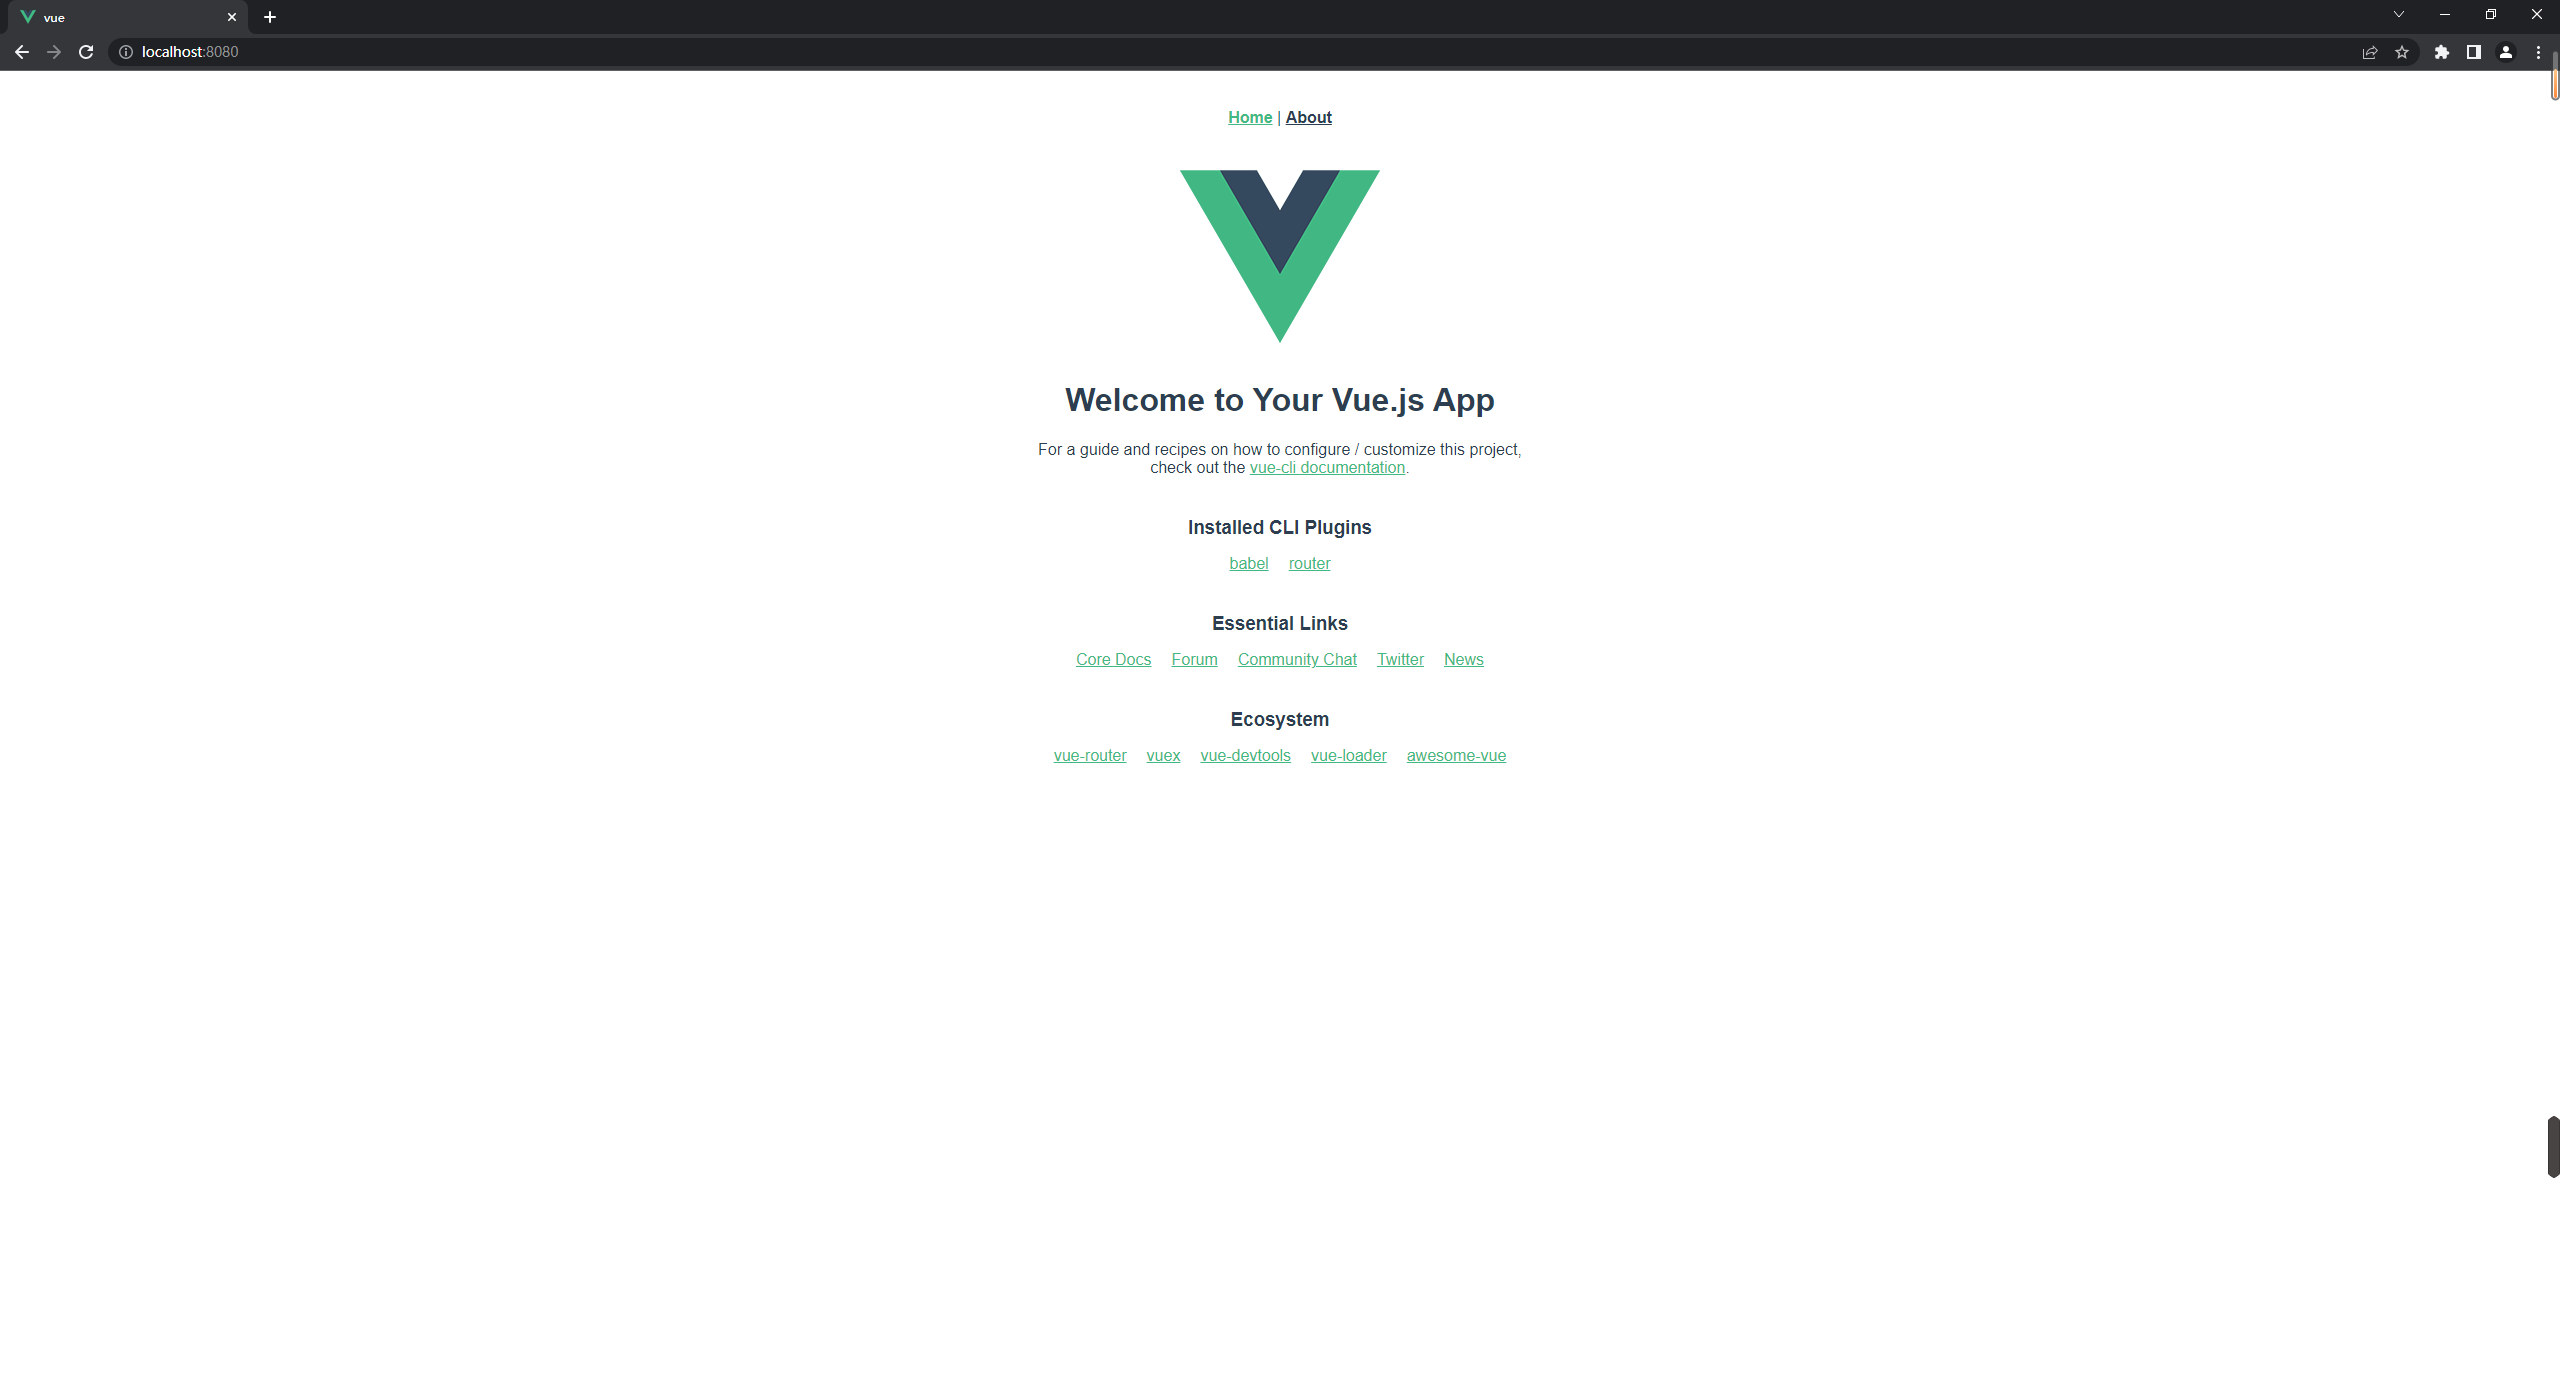 vue
localhost:8080
Home | About
Welcome to Your Vue.js App
For a guide and recipes on how to configure / customize this project,
check out the vue-cli documentation.
Installed CLI Plugins
babel router
Essential Links
Core Docs Forum Community Chat Twitter News
Ecosystem
vue-router vuex vue-devtools vue-loader awesome-vue